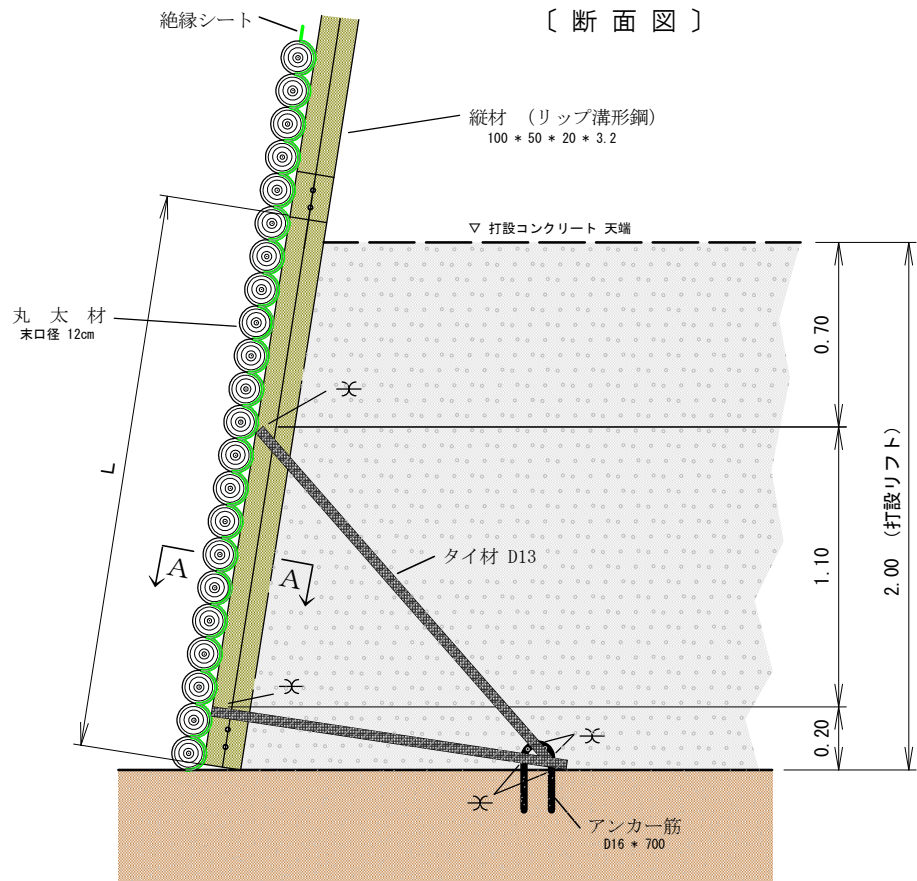 〔 断 面 図 〕
絶縁シート
縦材 （リップ溝形鋼）
100 * 50 * 20 * 3.2
▽ 打設コンクリート 天端
丸 太 材
末口径 12cm
0.70
L
2.00 (打設リフト)
1.10
タイ材 D13
A
A
0.20
アンカー筋
D16 * 700